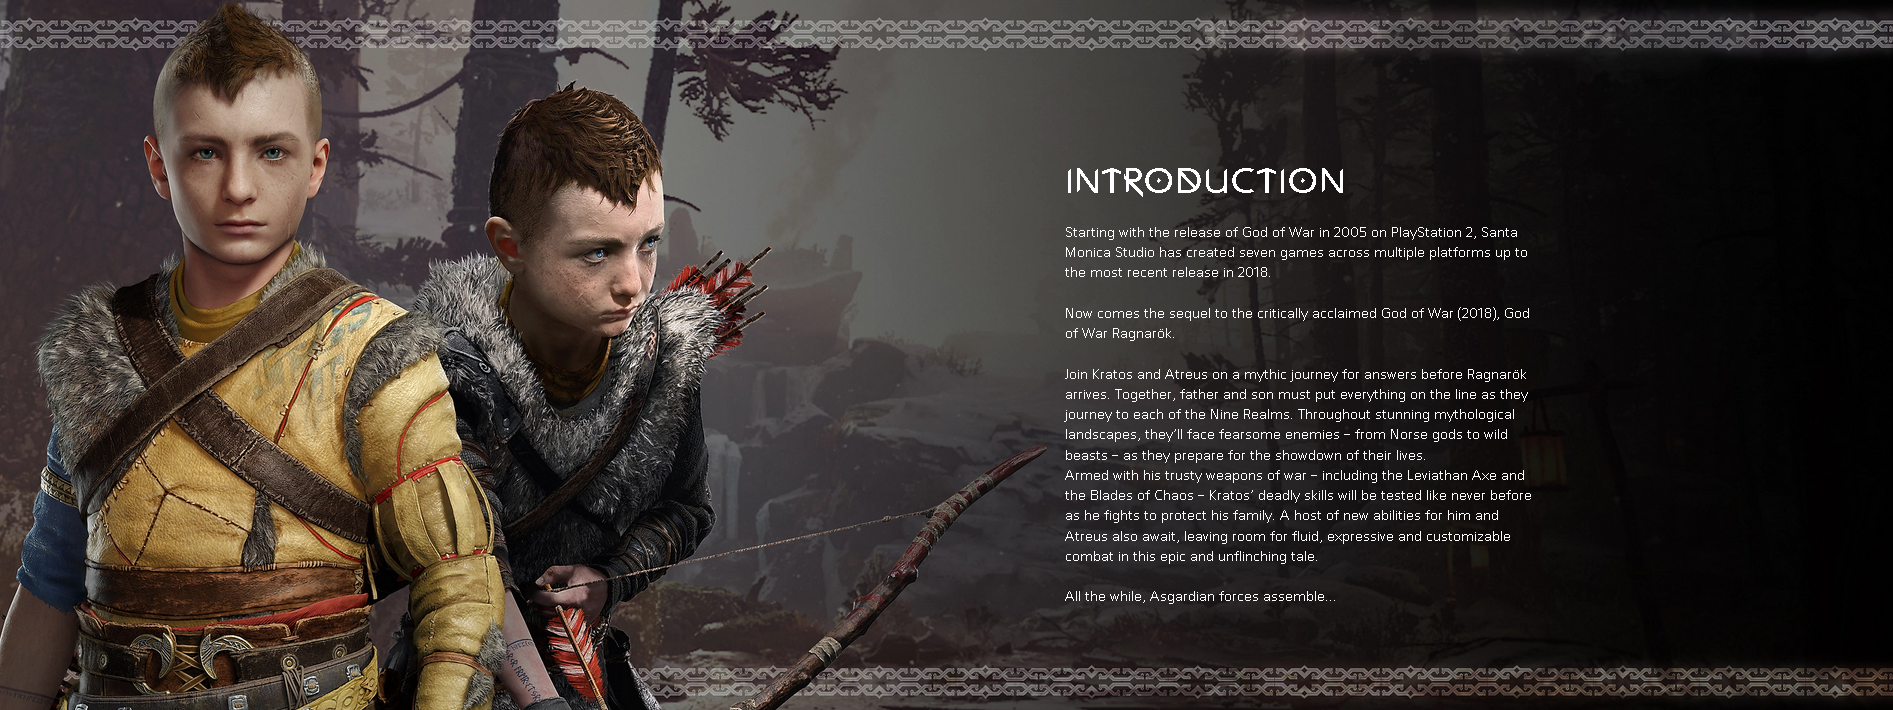 INTRODUCTION
Starting with the release of God of War in 2005 on PlayStation 2, Santa
Monica Studio has created seven games across multiple platforms up to
the most recent release in 2018.
Now comes the sequel to the critically acclaimed God of War (2018), God
of War Ragnarök.
Join Kratos and Atreus on a mythic journey for answers before Ragnarök
arrives. Together, father and son must put everything on the line as they
journey to each of the Nine Realms. Throughout stunning mythological
landscapes, they’ll face fearsome enemies – from Norse gods to wild
beasts – as they prepare for the showdown of their lives.
Armed with his trusty weapons of war – including the Leviathan Axe and
the Blades of Chaos – Kratos’ deadly skills will be tested like never before
as he fights to protect his family. A host of new abilities for him and
Atreus also await, leaving room for fluid, expressive and customizable
combat in this epic and unflinching tale.
All the while, Asgardian forces assemble...